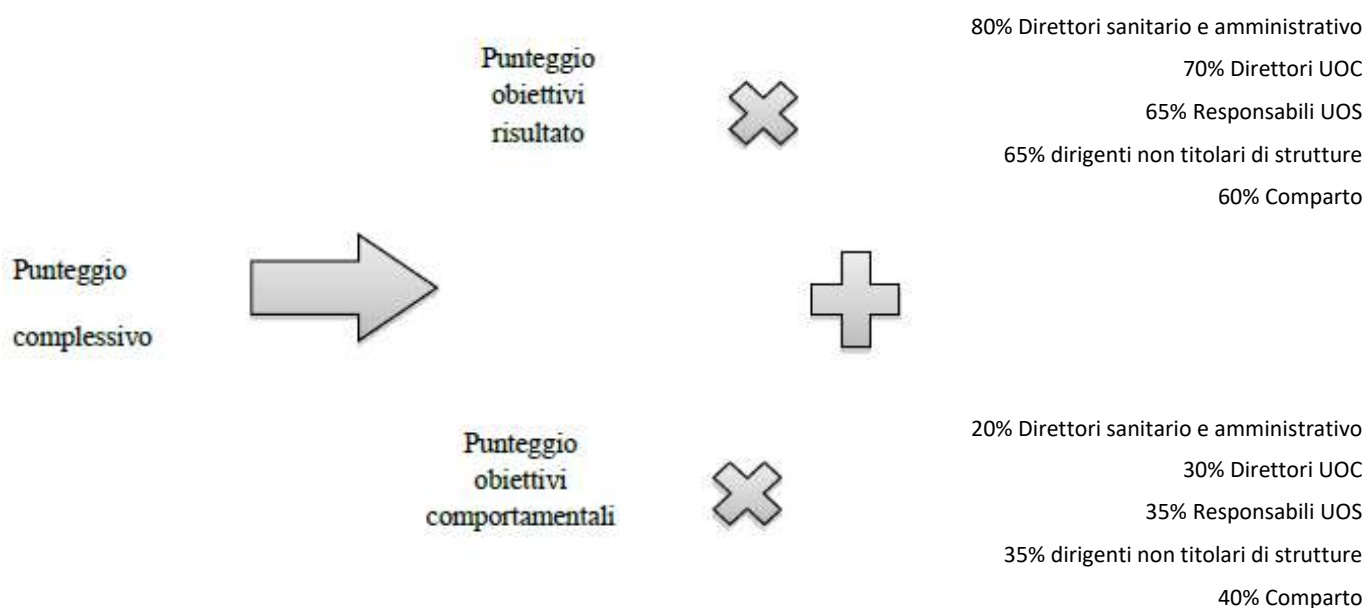 80% Direttori sanitario e amministrativo
70% Direttori UOC
65% Responsabili UOS
65% dirigenti non titolari di strutture
60% Comparto
Punteggio
obiettivi
risultato
Punteggio
complessivo
Punteggio
obiettivi
comportamentali
20% Direttori sanitario e amministrativo
30% Direttori UOC
35% Responsabili UOS
35% dirigenti non titolari di strutture
40% Comparto